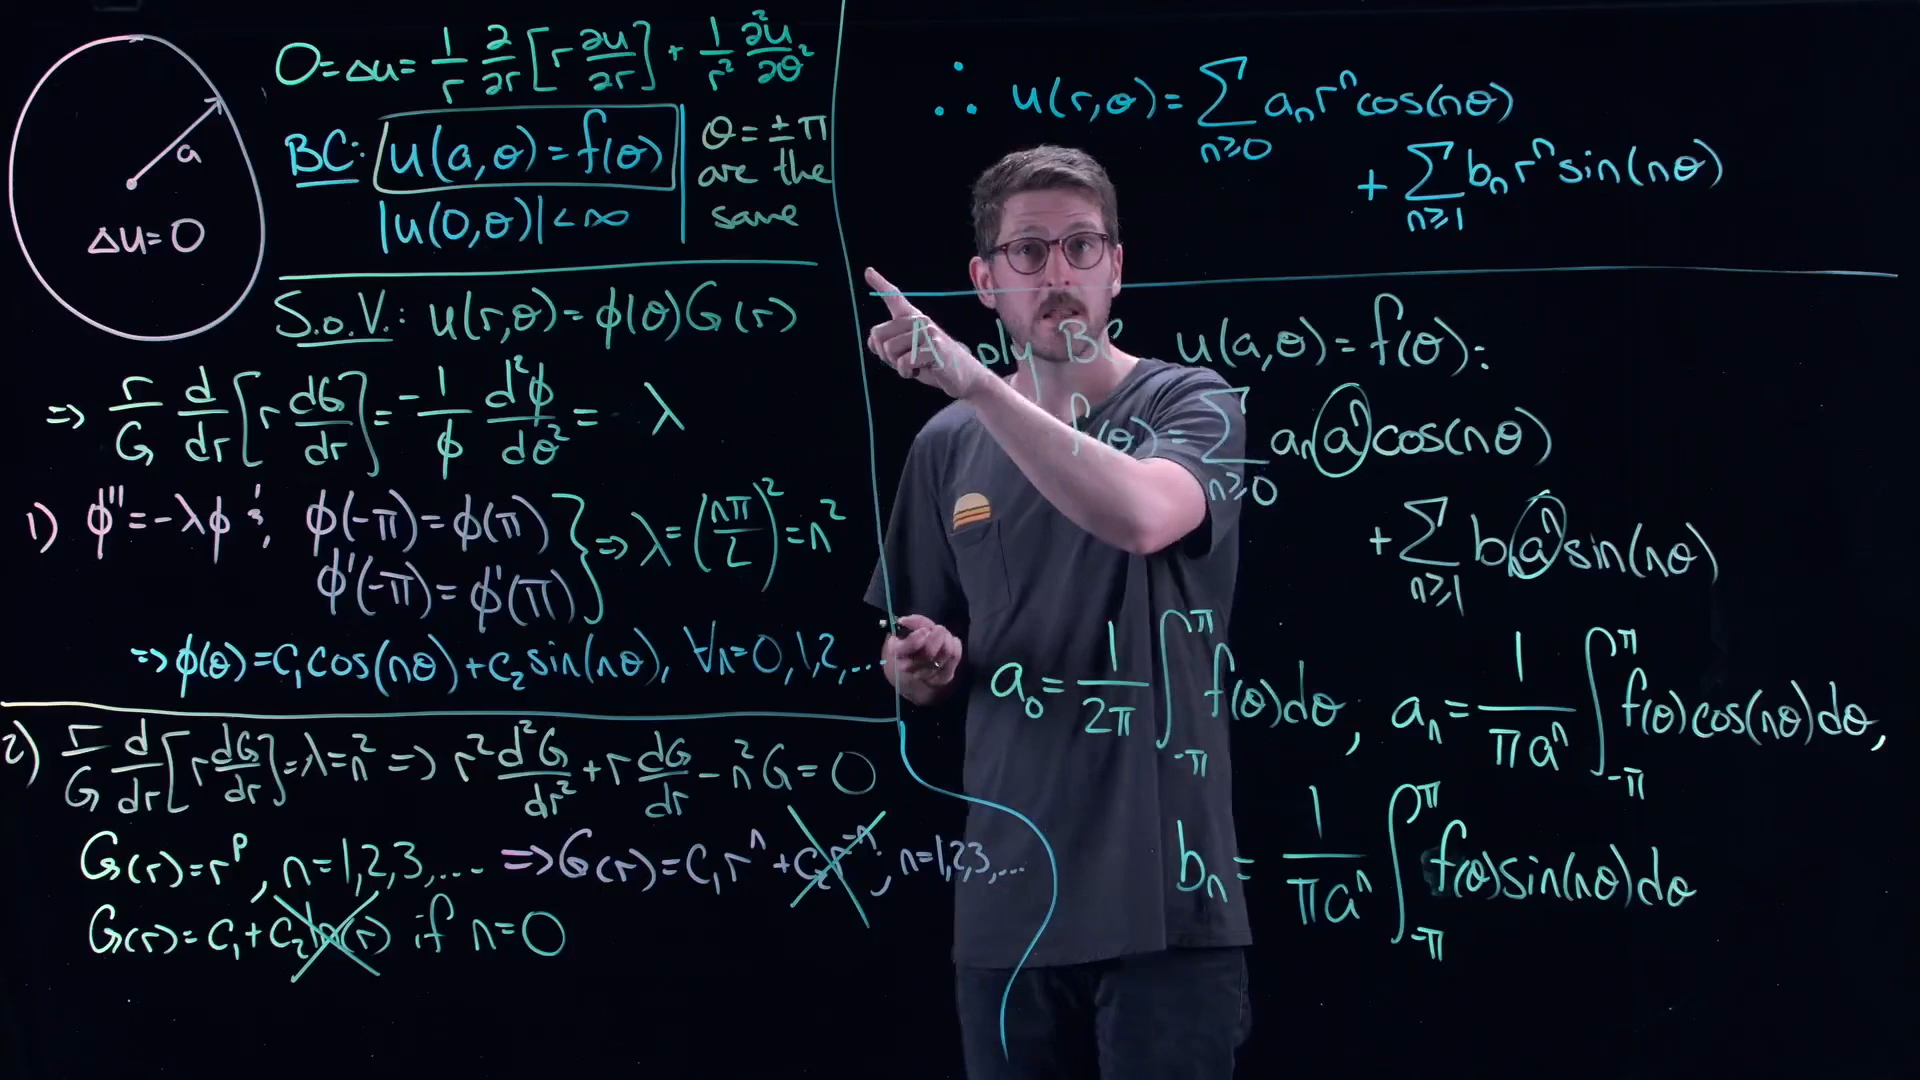 a
Δu=0
0=Δu= 1/r ∂/∂r [r ∂u/∂r] + 1/r² ∂²u/∂θ²
BC: u(a,θ)=f(θ)
|u(0,θ)|<∞
θ=±π
are the
same
S.o.V.: u(r,θ)=φ(θ)G(r)
=> r/G d/dr [r dG/dr] = -1/φ d²φ/dθ² = λ
1) φ''=-λφ & φ(-π)=φ(π)
φ'(-π)=φ'(π) } => λ=(nπ/L)²=n²
=> φ(θ)=c₁cos(nθ)+c₂sin(nθ), ∀n=0,1,2,...
2) r/G d/dr [r dG/dr]=λ=n² => r² d²G/dr² + r dG/dr - n²G=0
G(r)=rᵖ, n=1,2,3,... => G(r)=c₁rⁿ+c₂r⁻ⁿ, n=1,2,3,...
G(r)=c₁+c₂ln(r) if n=0
∴ u(r,θ)= ∑ n≥0 aₙrⁿcos(nθ)
+ ∑ n≥1 bₙrⁿsin(nθ)
Apply BC u(a,θ)=f(θ):
f(θ)= ∑ n≥0 aₙaⁿcos(nθ)
+ ∑ n≥1 bₙaⁿsin(nθ)
a₀= 1/2π ∫_-π^π f(θ)dθ; aₙ= 1/πaⁿ ∫_-π^π f(θ)cos(nθ)dθ,
bₙ= 1/πaⁿ ∫_-π^π f(θ)sin(nθ)dθ